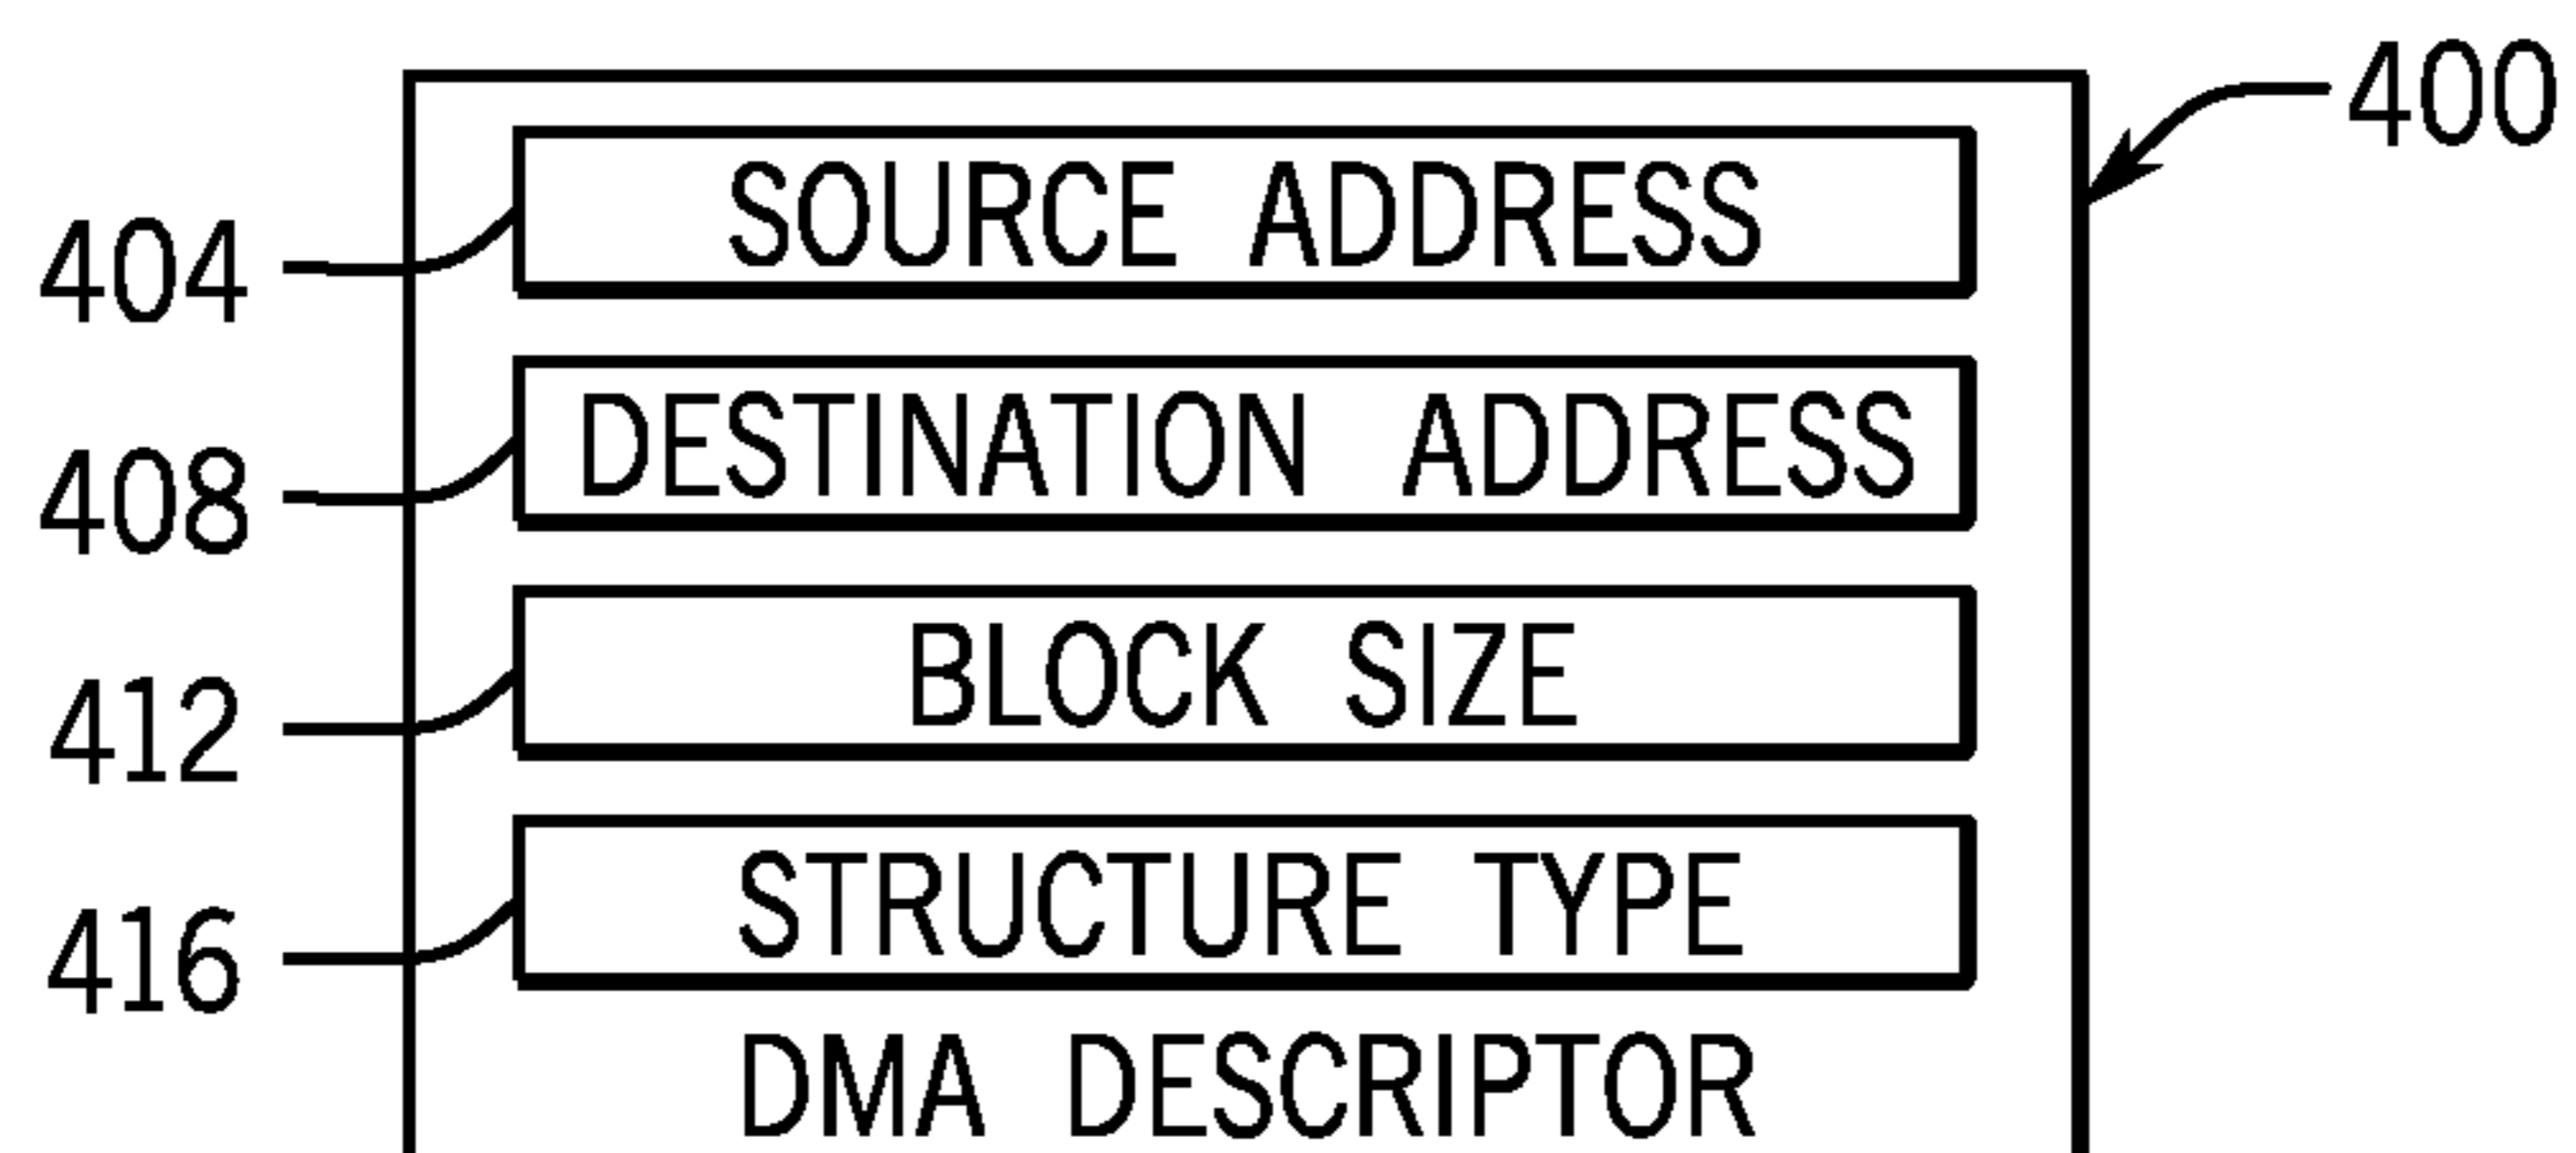 400
404 SOURCE ADDRESS
408 DESTINATION ADDRESS
412 BLOCK SIZE
416 STRUCTURE TYPE
DMA DESCRIPTOR